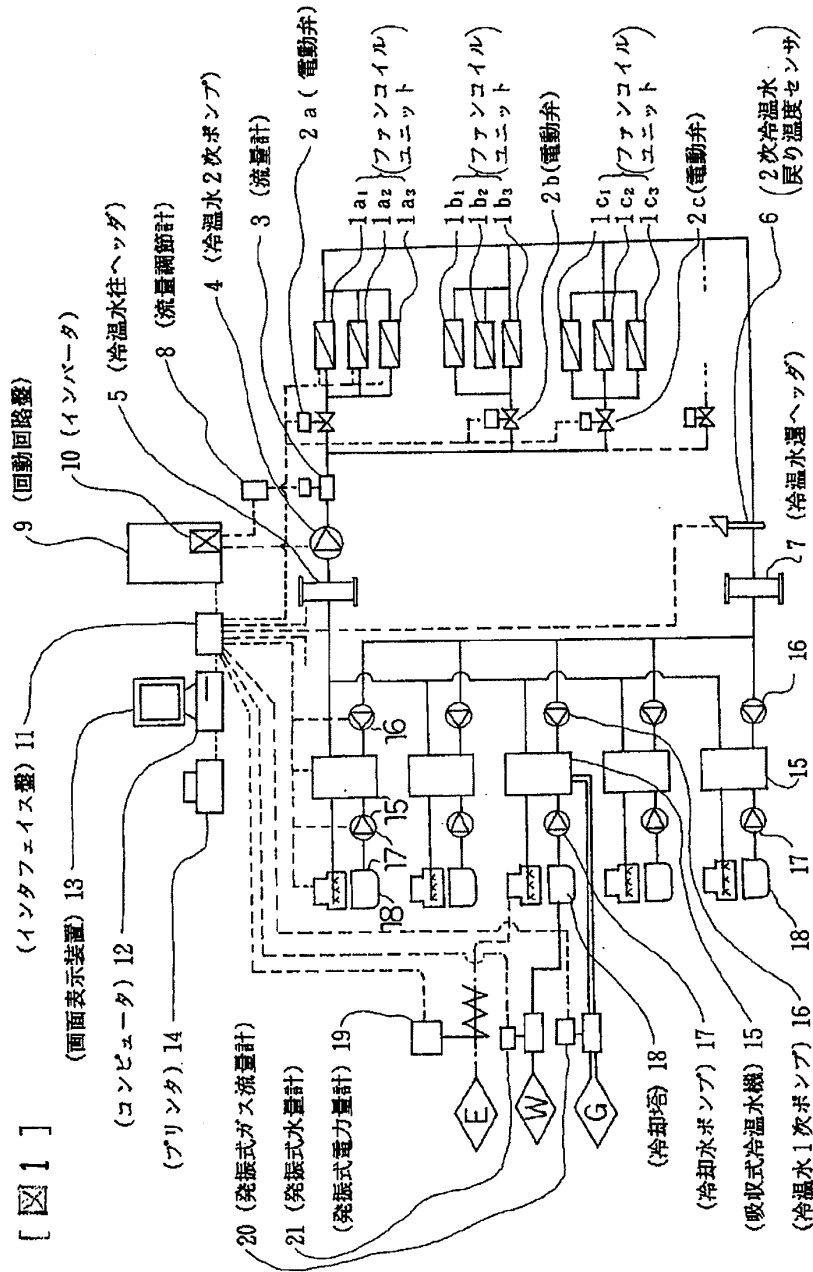 [図1]
9 (回動回路盤)
10 (インバータ)
5 (冷温水往ヘッダ)
8 (流量調節計)
4 (冷温水2次ポンプ)
3 (流量計)
2a (電動弁)
1a₁
1a₂
1a₃
(ファンコイル
ユニット)
1b₁
1b₂
1b₃
(ファンコイル
ユニット)
2b(電動弁)
1c₁
1c₂
1c₃
(ファンコイル
ユニット)
2c(電動弁)
6 (2次冷温水
戻り温度センサ)
7 (冷温水還ヘッダ)
(インタフェイス盤) 11
(画面表示装置) 13
(コンピュータ) 12
(プリンタ) 14
20 (発振式ガス流量計)
21 (発振式水量計)
(発振式電力量計) 19
E
W
G
16
15
17
18
16
15
17
18
(冷却塔) 18
(冷却水ポンプ) 17
(吸収式冷温水機) 15
(冷温水1次ポンプ) 16